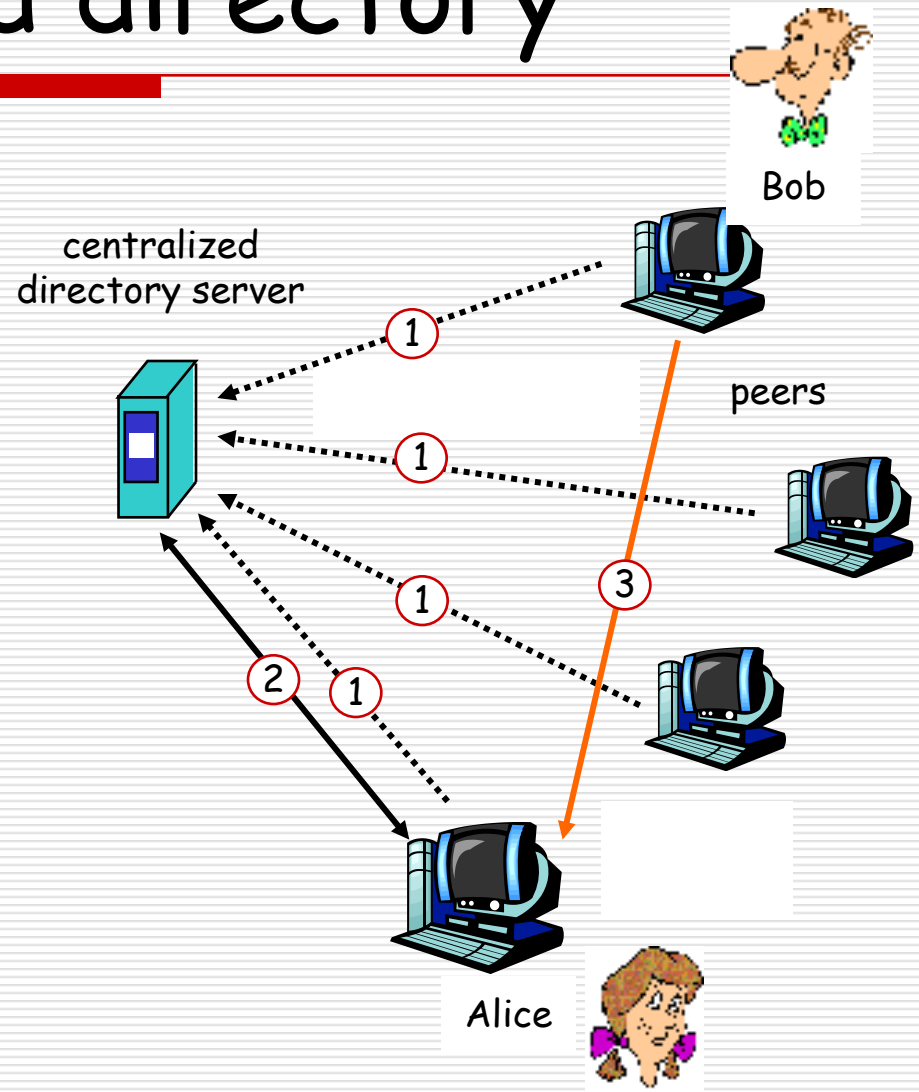 d directory
Bob
centralized
directory server
1
peers
1
3
1
2
1
Alice